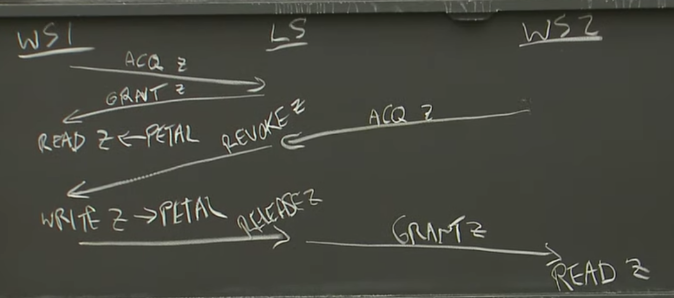 WS1 LS WS2
ACQ Z
GRANT Z
READ Z ← PETAL
REVOKE Z
ACQ Z
WRITE Z → PETAL
RELEASE Z
GRANT Z
READ Z